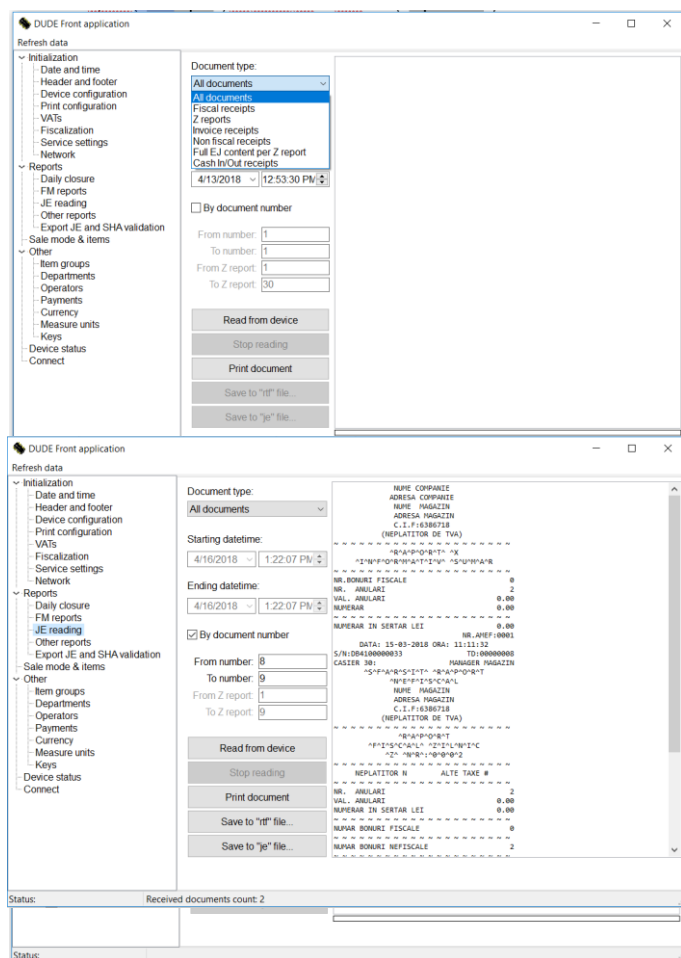 DUDE Front application
Refresh data
Initialization
Date and time
Header and footer
Device configuration
Print configuration
VATs
Fiscalization
Service settings
Network
Reports
Daily closure
FM reports
JE reading
Other reports
Export JE and SHA validation
Sale mode & items
Other
Item groups
Departments
Operators
Payments
Currency
Measure units
Keys
Device status
Connect
Document type:
All documents
All documents
Fiscal receipts
Z reports
Invoice receipts
Non fiscal receipts
Full EJ content per Z report
Cash In/Out receipts
4/13/2018 12:53:30 PM
By document number
From number: 1
To number: 1
From Z report: 1
To Z report: 30
Read from device
Stop reading
Print document
Save to "rtf" file...
Save to "je" file...
DUDE Front application
Refresh data
Initialization
Date and time
Header and footer
Device configuration
Print configuration
VATs
Fiscalization
Service settings
Network
Reports
Daily closure
FM reports
JE reading
Other reports
Export JE and SHA validation
Sale mode & items
Other
Item groups
Departments
Operators
Payments
Currency
Measure units
Keys
Device status
Connect
Document type:
All documents
Starting datetime:
4/16/2018 1:22:07 PM
Ending datetime:
4/16/2018 1:22:07 PM
By document number
From number: 8
To number: 9
From Z report: 1
To Z report: 9
Read from device
Stop reading
Print document
Save to "rtf" file...
Save to "je" file...
NUME COMPANIE
ADRESA COMPANIE
NUME MAGAZIN
ADRESA MAGAZIN
C.I.F:6386718
(NEPLATITOR DE TVA)
~ ~ ~ ~ ~ ~ ~ ~ ~ ~ ~ ~ ~ ~ ~ ~ ~ ~ ~ ~ ~
^R^A^P^O^R^T^ ^X
^I^N^F^O^R^M^A^T^I^V^ ^S^U^M^A^R
~ ~ ~ ~ ~ ~ ~ ~ ~ ~ ~ ~ ~ ~ ~ ~ ~ ~ ~ ~ ~
NR.BONURI FISCALE 0
NR. ANULARI 2
VAL. ANULARI 0.00
NUMERAR 0.00
~ ~ ~ ~ ~ ~ ~ ~ ~ ~ ~ ~ ~ ~ ~ ~ ~ ~ ~ ~ ~
NUMERAR IN SERTAR LEI 0.00
NR.AMEF:0001
DATA: 15-03-2018 ORA: 11:11:32
S/N:DB4100000033 TD:00000008
CASIER 30: MANAGER MAGAZIN
^S^F^A^R^S^I^T^ ^R^A^P^O^R^T
^N^E^F^I^S^C^A^L
NUME MAGAZIN
ADRESA MAGAZIN
C.I.F:6386718
(NEPLATITOR DE TVA)
~ ~ ~ ~ ~ ~ ~ ~ ~ ~ ~ ~ ~ ~ ~ ~ ~ ~ ~ ~ ~
^R^A^P^O^R^T
^F^I^S^C^A^L^ ^Z^I^L^N^I^C
^Z^ ^N^R^:^0^0^0^2
~ ~ ~ ~ ~ ~ ~ ~ ~ ~ ~ ~ ~ ~ ~ ~ ~ ~ ~ ~ ~
NEPLATITOR N ALTE TAXE #
~ ~ ~ ~ ~ ~ ~ ~ ~ ~ ~ ~ ~ ~ ~ ~ ~ ~ ~ ~ ~
NR. ANULARI 2
VAL. ANULARI 0.00
NUMERAR IN SERTAR LEI 0.00
~ ~ ~ ~ ~ ~ ~ ~ ~ ~ ~ ~ ~ ~ ~ ~ ~ ~ ~ ~ ~
NUMAR BONURI FISCALE 0
~ ~ ~ ~ ~ ~ ~ ~ ~ ~ ~ ~ ~ ~ ~ ~ ~ ~ ~ ~ ~
NUMAR BONURI NEFISCALE 2
~ ~ ~ ~ ~ ~ ~ ~ ~ ~ ~ ~ ~ ~ ~ ~ ~ ~ ~ ~ ~
Status: Received documents count: 2
Status: